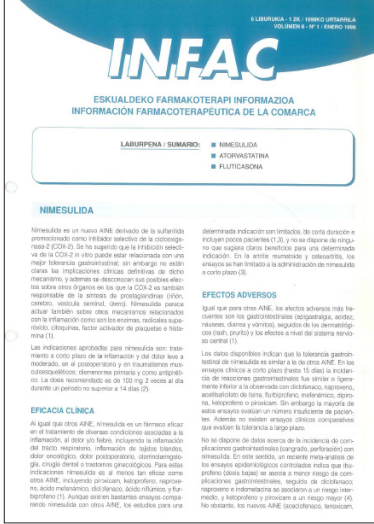 6 LIBURUKIA - 1 ZK / 1998KO URTARRILA
VOLUMEN 6 - Nº 1 / ENERO 1998
INFAC
ESKUALDEKO FARMAKOTERAPI INFORMAZIOA
INFORMACIÓN FARMACOTERAPÉUTICA DE LA COMARCA
LABURPENA / SUMARIO:
NIMESULIDA
ATORVASTATINA
FLUTICASONA
NIMESULIDA
Nimesulida es un nuevo AINE derivado de la sulfanilida
promocionado como inhibidor selectivo de la ciclooxige-
nasa-2 (COX-2). Se ha sugerido que la inhibición selecti-
va de la COX-2 in vitro puede estar relacionada con una
mejor tolerancia gastrointestinal; sin embargo no están
claras las implicaciones clínicas definitivas de dicho
mecanismo, y además se desconocen sus posibles efec-
tos sobre otros órganos en los que la COX-2 es también
responsable de la síntesis de prostaglandinas (riñón,
cerebro, vesícula seminal, útero). Nimesulida parece
actuar también sobre otros mecanismos relacionados
con la inflamación como son los enzimas, radicales supe-
róxido, citoquinas, factor activador de plaquetas e hista-
mina (1).
Las indicaciones aprobadas para nimesulida son: trata-
miento a corto plazo de la inflamación y del dolor leve a
moderado, en el postoperatorio y en traumatismos mus-
culoesqueléticos; dismenorrea primaria y como antipiréti-
co. La dosis recomendada es de 100 mg 2 veces al día
durante un periodo no superior a 14 días (2).
EFICACIA CLÍNICA
Al igual que otros AINE, nimesulida es un fármaco eficaz
en el tratamiento de diversas condiciones asociadas a la
inflamación, al dolor y/o fiebre, incluyendo la inflamación
del tracto respiratorio, inflamación de tejidos blandos,
dolor oncológico, dolor postoperatorio, otorrinolaringolo-
gía, cirugía dental o trastornos ginecológicos. Para estas
indicaciones nimesulida es al menos tan eficaz como
otros AINE, incluyendo piroxicam, ketoprofeno, naproxe-
no, ácido mefenámico, diclofenaco, ácido niflúmico, y flur-
biprofeno (1). Aunque existen bastantes ensayos compa-
rando nimesulida con otros AINE, los estudios para una
determinada indicación son limitados, de corta duración e
incluyen pocos pacientes (1,3), y no se dispone de ningu-
no que sugiera claros beneficios para una determinada
indicación. En la artritis reumatoide y osteoartritis, los
ensayos se han limitado a la administración de nimesulida
a corto plazo (3).
EFECTOS ADVERSOS
Igual que para otros AINE, los efectos adversos más fre-
cuentes son los gastrointestinales (epigastralgia, acidez,
náuseas, diarrea y vómitos), seguidos de los dermatológi-
cos (rash, prurito) y los efectos a nivel del sistema nervio-
so central (1).
Los datos disponibles indican que la tolerancia gastroin-
testinal de nimesulida es similar a la de otros AINE. En los
ensayos clínicos a corto plazo (hasta 15 días) la inciden-
cia de reacciones gastrointestinales fue similar o ligera-
mente inferior a la observada con diclofenaco, naproxeno,
acetilsalicilato de lisina, flurbiprofeno, mefenámico, dipiro-
na, ketoprofeno o piroxicam. Sin embargo la mayoría de
estos ensayos evalúan un número insuficiente de pacien-
tes. Además no existen ensayos clínicos comparativos
que evalúen la tolerancia a largo plazo.
No se dispone de datos acerca de la incidencia de com-
plicaciones gastrointestinales (sangrado, perforación) con
nimesulida. En este sentido, un reciente meta-análisis de
los ensayos epidemiológicos controlados indica que ibu-
profeno (dosis bajas) se asocia a menor riesgo de com-
plicaciones gastrointestinales, seguido de diclofenaco;
naproxeno e indometacina se asociaron a un riesgo inter-
medio, y ketoprofeno y piroxicam a un riesgo mayor (4).
No obstante, los nuevos AINE (aceclofenaco, tenoxicam,